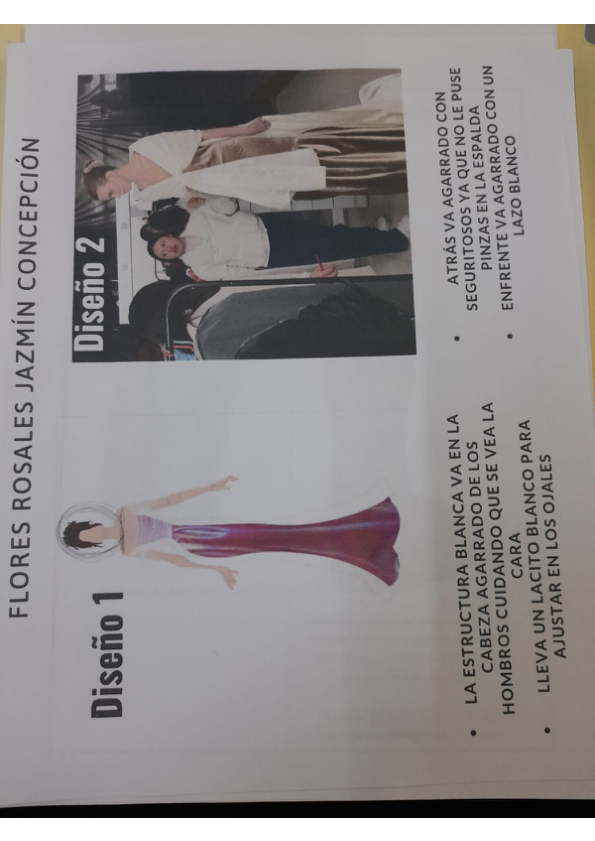 FLORES ROSALES JAZMÍN CONCEPCIÓN
Diseño 1
• LA ESTRUCTURA BLANCA VA EN LA
CABEZA AGARRADO DE LOS
HOMBROS CUIDANDO QUE SE VEA LA
CARA
• LLEVA UN LACITO BLANCO PARA
AJUSTAR EN LOS OJALES
Diseño 2
• ATRÁS VA AGARRADO CON
SEGURITOSOS YA QUE NO LE PUSE
PINZAS EN LA ESPALDA
• ENFRENTE VA AGARRADO CON UN
LAZO BLANCO